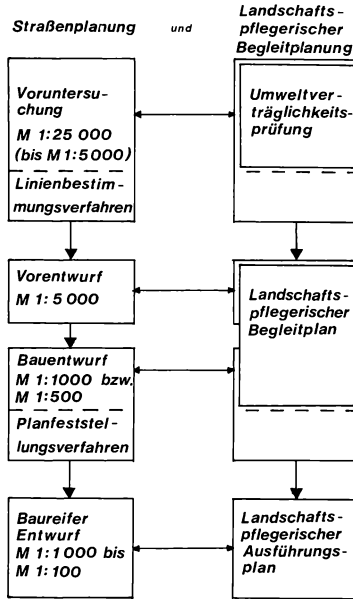 Straßenplanung und Landschafts-
pflegerischer
Begleitplanung
Voruntersu-
chung
M 1:25 000
(bis M 1:5000)
Linienbestim-
mungsverfahren
Umweltver-
träglichkeits-
prüfung
Vorentwurf
M 1:5 000
Landschafts-
pflegerischer
Begleitplan
Bauentwurf
M 1:1000 bzw.
M 1:500
Planfeststel-
lungsverfahren
Baureifer
Entwurf
M 1:1 000 bis
M 1:100
Landschafts-
pflegerischer
Ausführungs-
plan